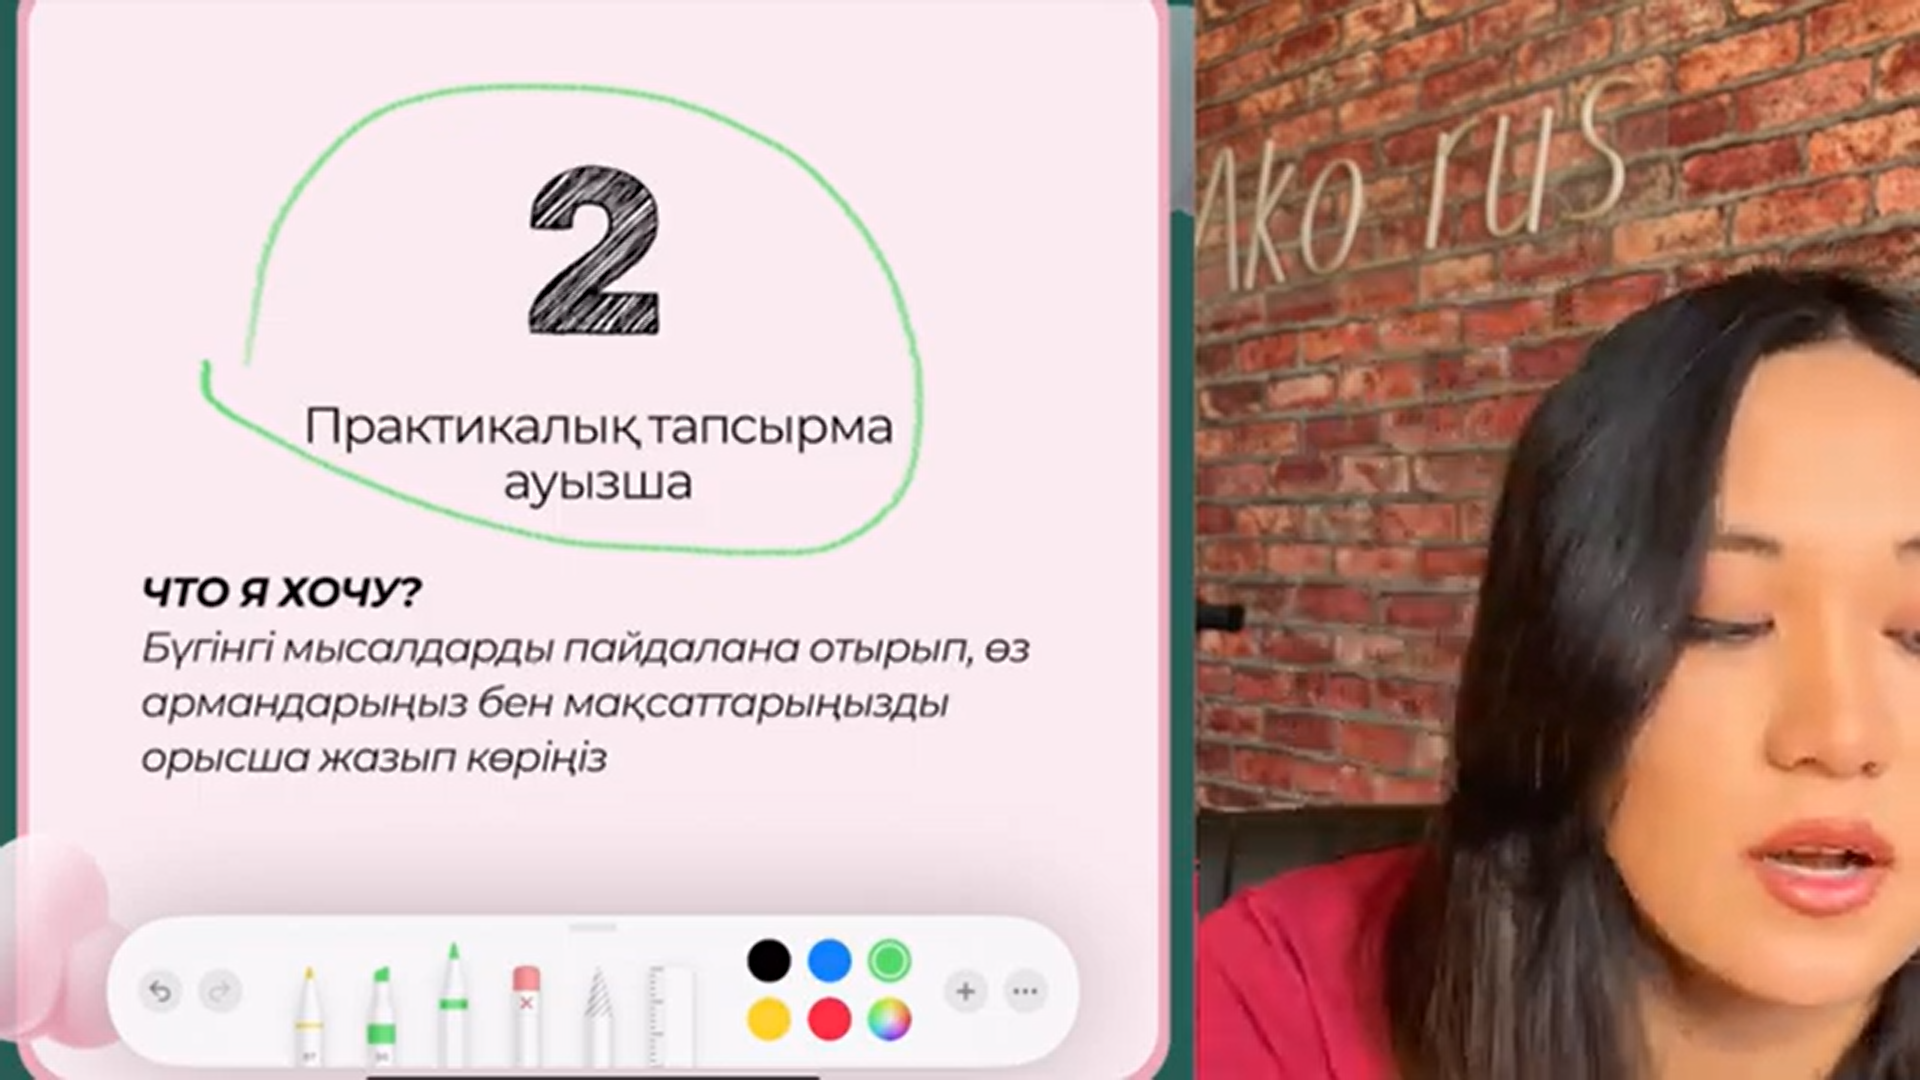 2
Практикалық тапсырма
ауызша
ЧТО Я ХОЧУ?
Бүгінгі мысалдарды пайдалана отырып, өз
армандарыңыз бен мақсаттарыңызды
орысша жазып көріңіз
ako rus